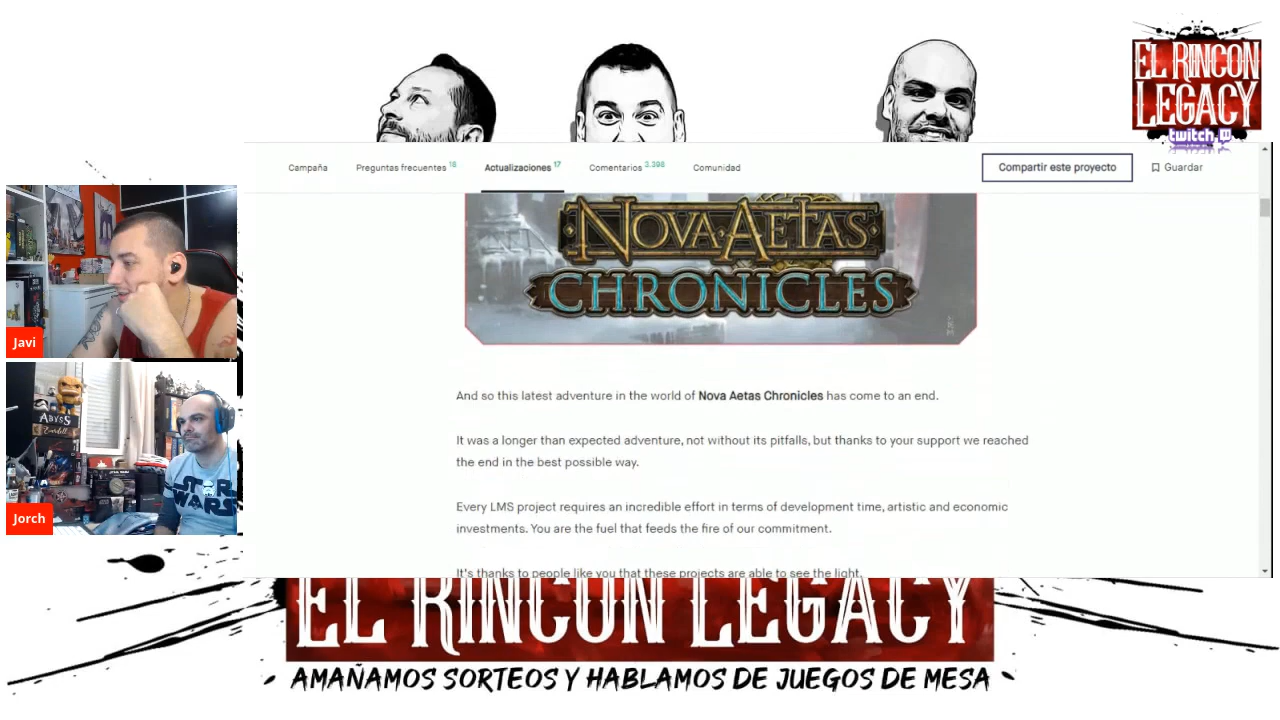 EL RINCON
LEGACY
twitch
Campaña
Preguntas frecuentes 18
Actualizaciones 17
Comentarios 3.398
Comunidad
Compartir este proyecto
Guardar
NOVA AETAS
CHRONICLES
And so this latest adventure in the world of Nova Aetas Chronicles has come to an end.
It was a longer than expected adventure, not without its pitfalls, but thanks to your support we reached
the end in the best possible way.
Every LMS project requires an incredible effort in terms of development time, artistic and economic
investments. You are the fuel that feeds the fire of our commitment.
It's thanks to people like you that these projects are able to see the light.
Javi
ABYSS
Everdell
STAR
WARS
Jorch
EL RINCON LEGACY
AMAÑAMOS SORTEOS Y HABLAMOS DE JUEGOS DE MESA